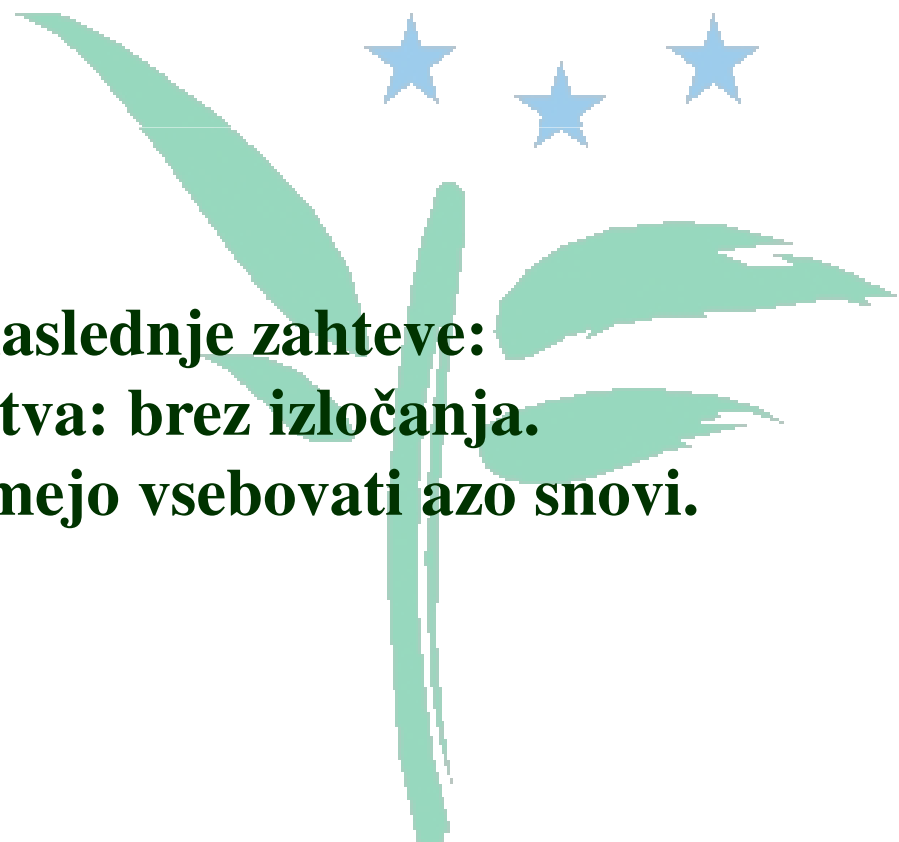 aslednje zahteve:
tva: brez izločanja.
mejo vsebovati azo snovi.